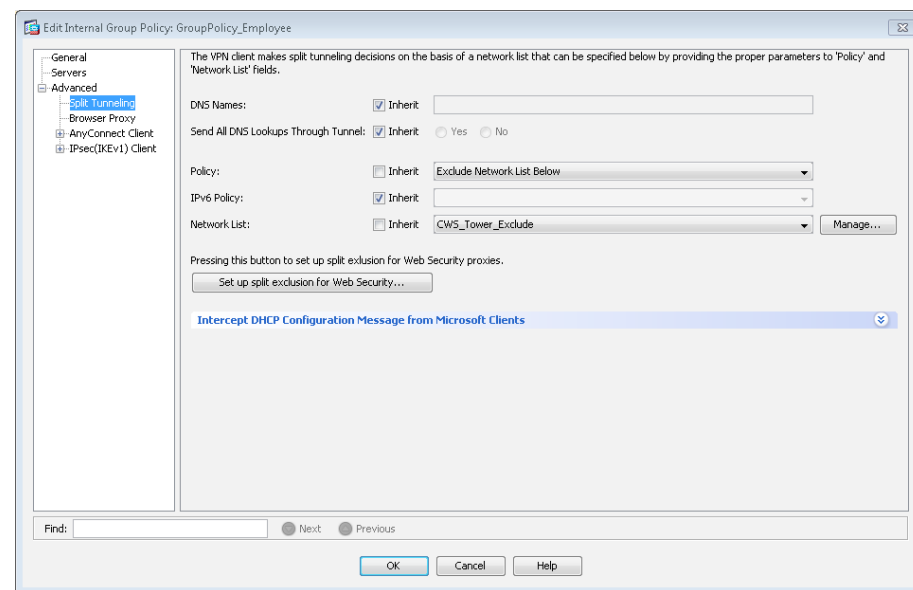 Edit Internal Group Policy: GroupPolicy_Employee
General
Servers
Advanced
Split Tunneling
Browser Proxy
AnyConnect Client
IPsec(IKEv1) Client
The VPN client makes split tunneling decisions on the basis of a network list that can be specified below by providing the proper parameters to 'Policy' and
'Network List' fields.
DNS Names: Inherit
Send All DNS Lookups Through Tunnel: Inherit Yes No
Policy: Inherit Exclude Network List Below
IPv6 Policy: Inherit
Network List: Inherit CWS_Tower_Exclude Manage...
Pressing this button to set up split exlusion for Web Security proxies.
Set up split exclusion for Web Security...
Intercept DHCP Configuration Message from Microsoft Clients
Find: Next Previous
OK Cancel Help